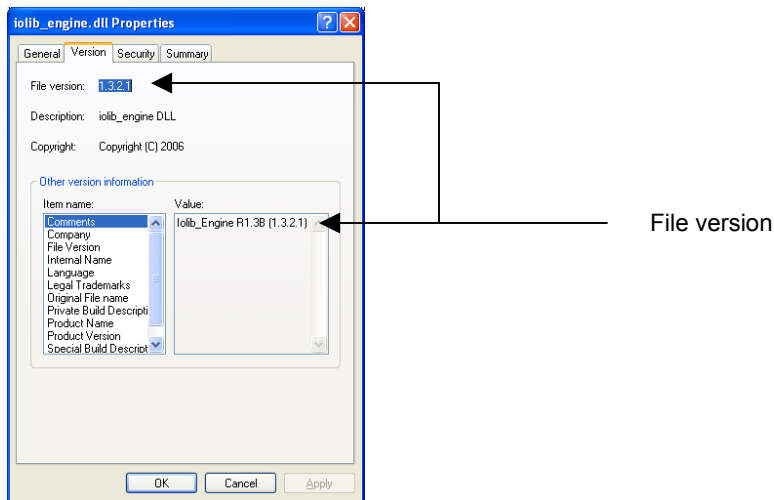 iolib_engine.dll Properties
General Version Security Summary
File version: 1.3.2.1
Description: iolib_engine DLL
Copyright: Copyright (C) 2006
Other version information
Item name: Value:
Comments Iolib_Engine R1.3B (1.3.2.1)
Company
File Version
Internal Name
Language
Legal Trademarks
Original File name
Private Build Descripti
Product Name
Product Version
Special Build Descript
File version
OK Cancel Apply